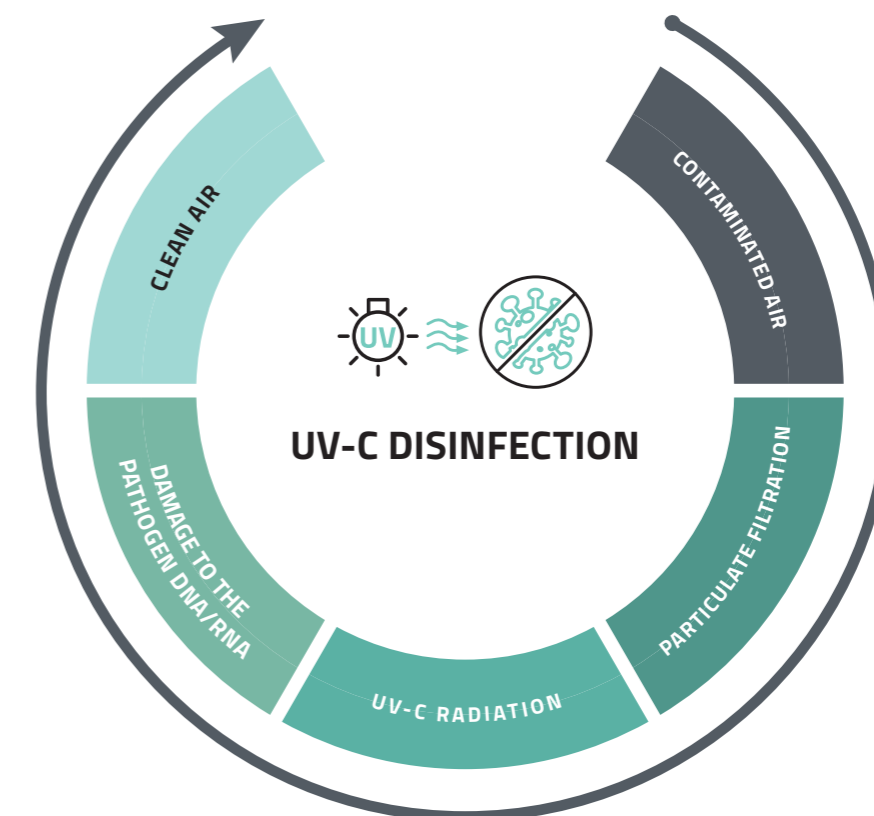 CONTAMINATED AIR
PARTICULATE FILTRATION
UV-C RADIATION
DAMAGE TO THE
PATHOGEN DNA/RNA
CLEAN AIR
UV
UV-C DISINFECTION